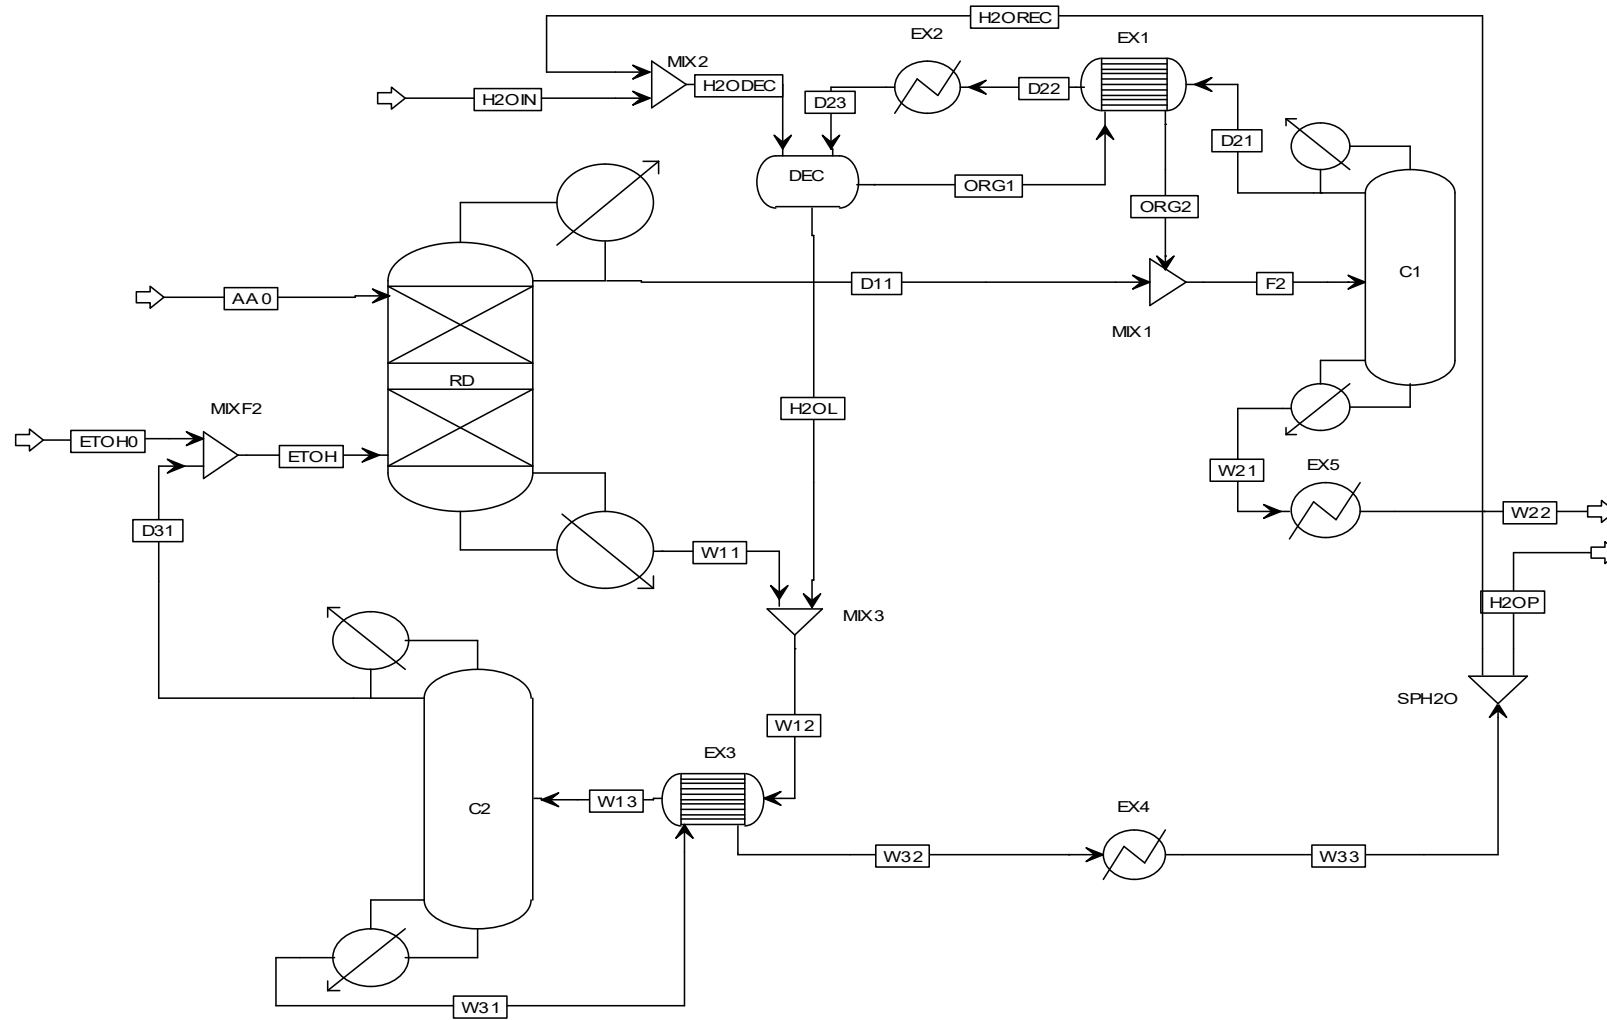 H2OREC
EX2
EX1
MIX2
H2ODEC
H2OIN
D23
D22
D21
DEC
ORG1
ORG2
C1
AA0
D11
F2
MIX1
RD
MIXF2
H2OL
ETOH0
ETOH
W21
EX5
W22
D31
W11
MIX3
H2OP
SPH2O
W12
EX3
W13
C2
EX4
W32
W33
W31